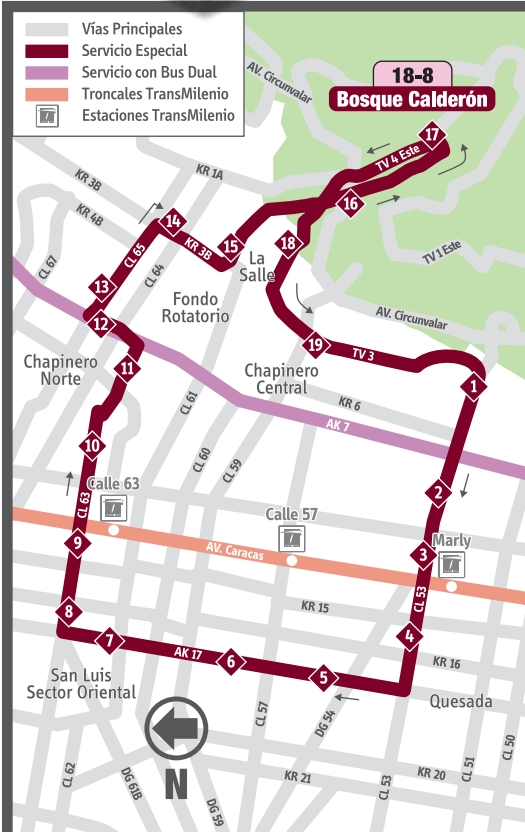 Vías Principales
Servicio Especial
Servicio con Bus Dual
Troncales TransMilenio
Estaciones TransMilenio
18-8
Bosque Calderón
AV. Circunvalar
17
TV 4 Este
KR 1A
KR 3B
16
14
KR 4B
KR 3B
15
18
La
Salle
TV 1 Este
CL 65
CL 67
CL 64
13
Fondo
Rotatorio
12
AV. Circunvalar
19
TV 3
Chapinero
Norte
11
Chapinero
Central
1
CL 61
KR 6
AK 7
10
CL 60
CL 59
2
Calle 63
CL 63
Calle 57
9
AV. Caracas
Marly
3
CL 53
8
KR 15
4
7
AK 17
6
KR 16
5
San Luis
Sector Oriental
Quesada
CL 57
DG 54
N
CL 62
DG 61B
DG 59
KR 21
CL 53
KR 20
CL 51
CL 50